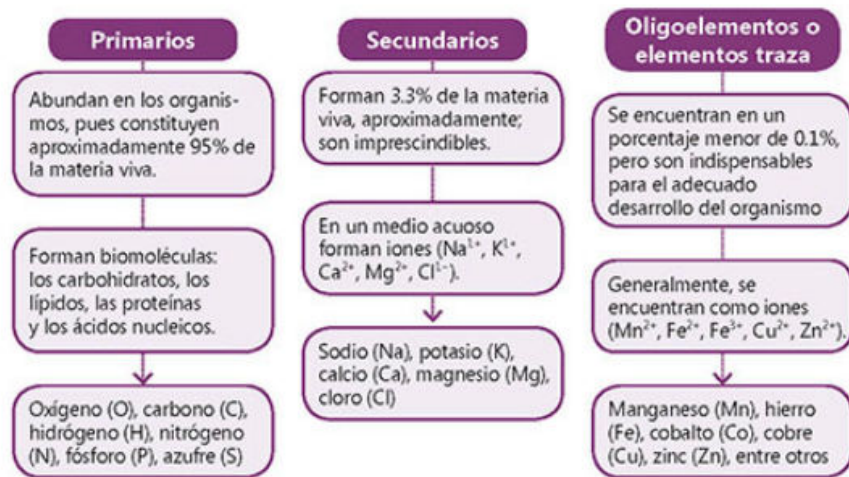 Primarios
Abundan en los organis-
mos, pues constituyen
aproximadamente 95% de
la materia viva.
Forman biomoléculas:
los carbohidratos, los
lípidos, las proteínas
y los ácidos nucleicos.
Oxígeno (O), carbono (C),
hidrógeno (H), nitrógeno
(N), fósforo (P), azufre (S)
Secundarios
Forman 3.3% de la materia
viva, aproximadamente;
son imprescindibles.
En un medio acuoso
forman iones (Na¹⁺, K¹⁺,
Ca²⁺, Mg²⁺, Cl¹⁻).
Sodio (Na), potasio (K),
calcio (Ca), magnesio (Mg),
cloro (Cl)
Oligoelementos o
elementos traza
Se encuentran en un
porcentaje menor de 0.1%,
pero son indispensables
para el adecuado
desarrollo del organismo
Generalmente, se
encuentran como iones
(Mn²⁺, Fe²⁺, Fe³⁺, Cu²⁺, Zn²⁺).
Manganeso (Mn), hierro
(Fe), cobalto (Co), cobre
(Cu), zinc (Zn), entre otros